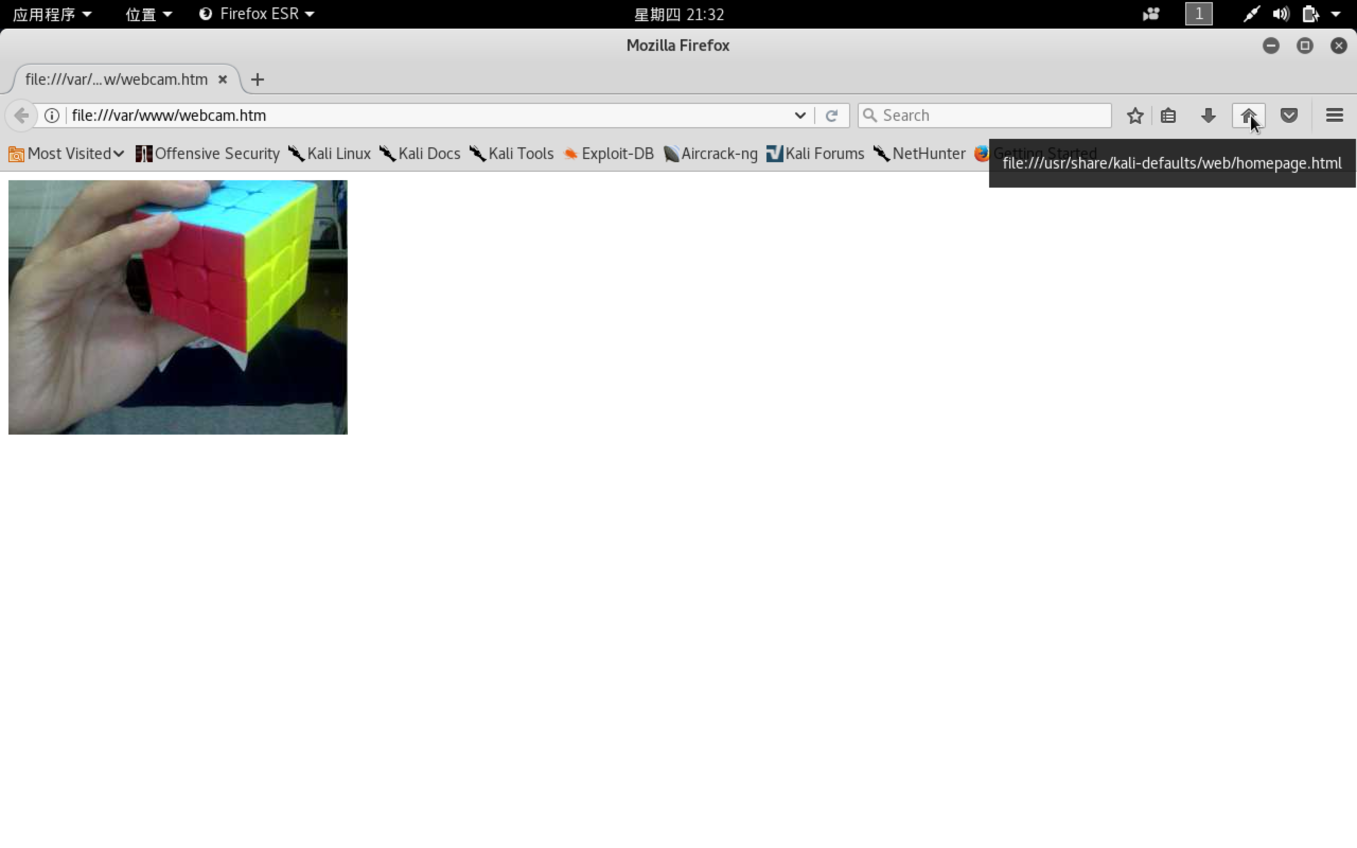 应用程序 位置 Firefox ESR 星期四 21:32 1
Mozilla Firefox
file:///var/...w/webcam.htm
file:///var/www/webcam.htm Search
Most Visited Offensive Security Kali Linux Kali Docs Kali Tools Exploit-DB Aircrack-ng Kali Forums NetHunter Getting Started
file:///usr/share/kali-defaults/web/homepage.html